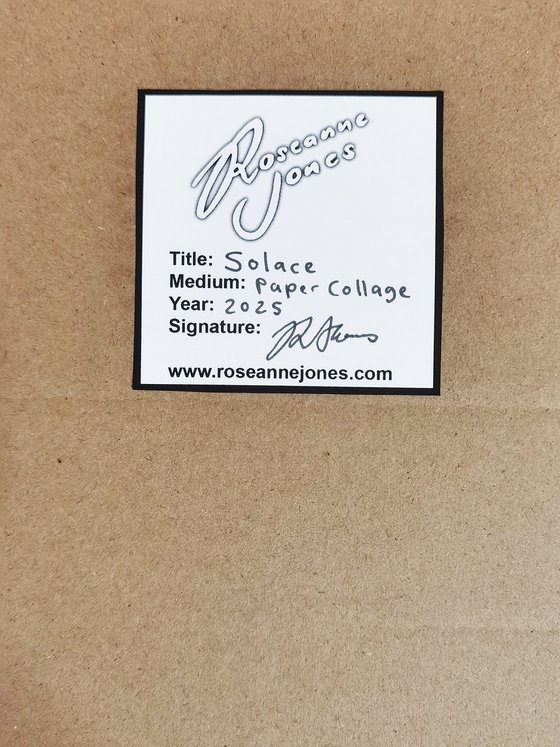 Roseanne
Jones
Title: Solace
Medium: Paper Collage
Year: 2025
Signature:
www.roseannejones.com